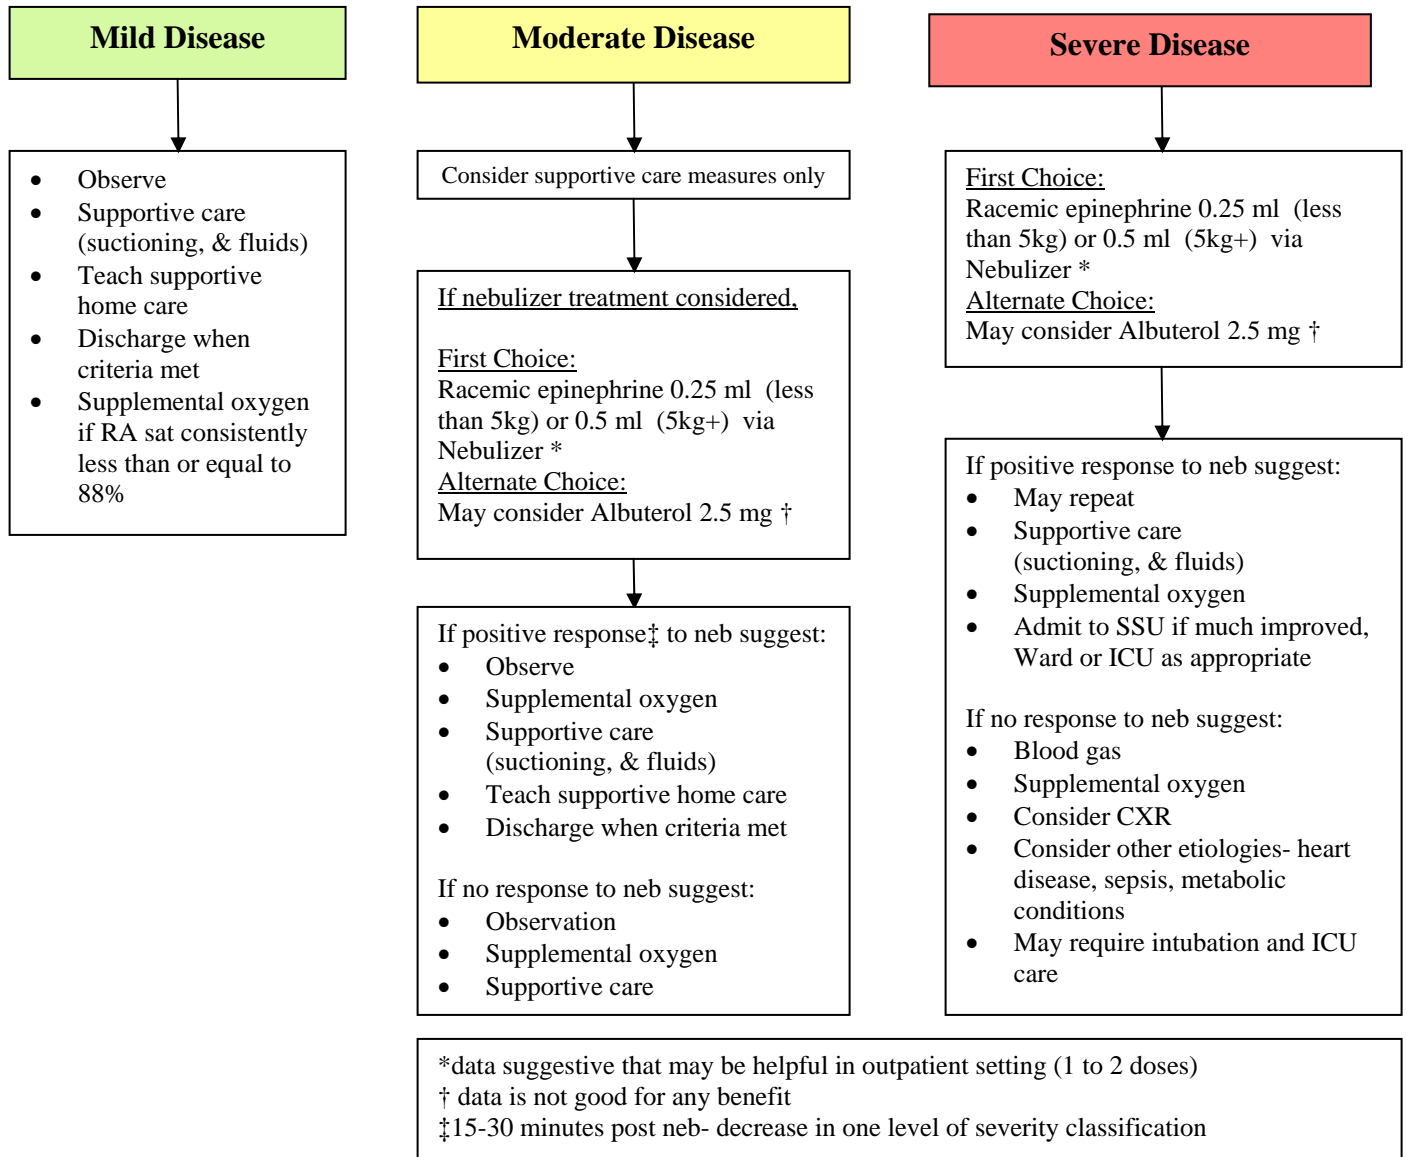 Mild Disease
• Observe
• Supportive care
(suctioning, & fluids)
• Teach supportive
home care
• Discharge when
criteria met
• Supplemental oxygen
if RA sat consistently
less than or equal to
88%
Moderate Disease
Consider supportive care measures only
If nebulizer treatment considered,
First Choice:
Racemic epinephrine 0.25 ml (less
than 5kg) or 0.5 ml (5kg+) via
Nebulizer *
Alternate Choice:
May consider Albuterol 2.5 mg †
If positive response‡ to neb suggest:
• Observe
• Supplemental oxygen
• Supportive care
(suctioning, & fluids)
• Teach supportive home care
• Discharge when criteria met
If no response to neb suggest:
• Observation
• Supplemental oxygen
• Supportive care
Severe Disease
First Choice:
Racemic epinephrine 0.25 ml (less
than 5kg) or 0.5 ml (5kg+) via
Nebulizer *
Alternate Choice:
May consider Albuterol 2.5 mg †
If positive response to neb suggest:
• May repeat
• Supportive care
(suctioning, & fluids)
• Supplemental oxygen
• Admit to SSU if much improved,
Ward or ICU as appropriate
If no response to neb suggest:
• Blood gas
• Supplemental oxygen
• Consider CXR
• Consider other etiologies- heart
disease, sepsis, metabolic
conditions
• May require intubation and ICU
care
*data suggestive that may be helpful in outpatient setting (1 to 2 doses)
† data is not good for any benefit
‡15-30 minutes post neb- decrease in one level of severity classification